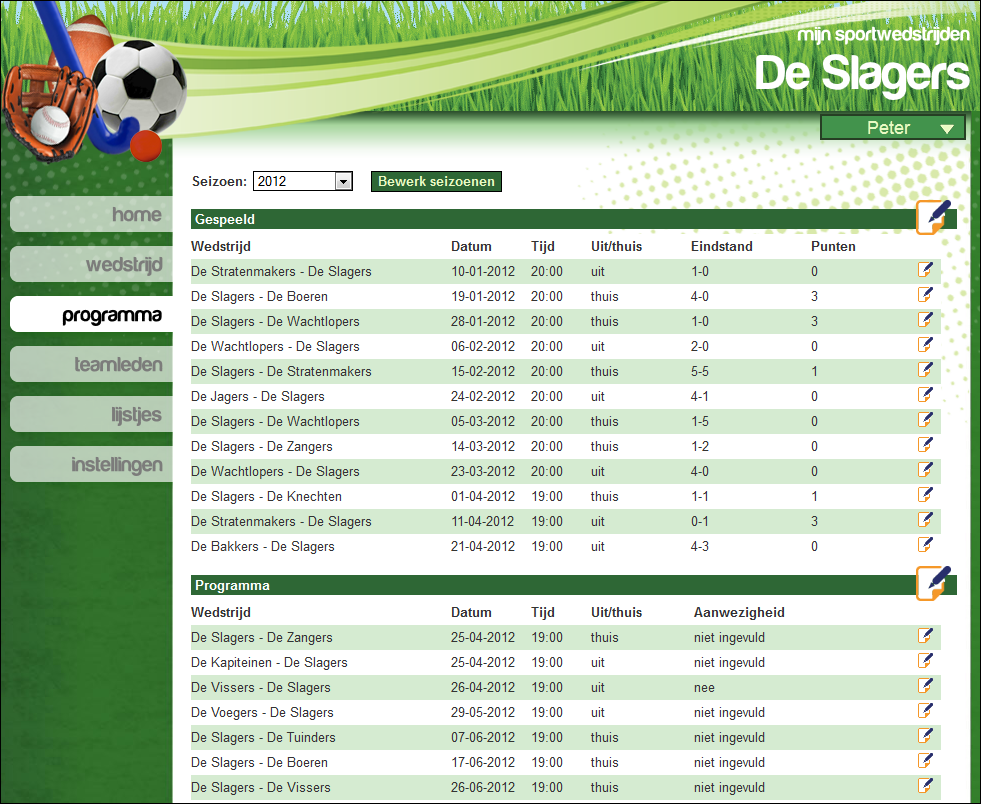 mijn sportwedstrijden
De Slagers
Peter
Seizoen: 2012 Bewerk seizoenen
home
wedstrijd
programma
teamleden
lijstjes
instellingen
Gespeeld
Wedstrijd Datum Tijd Uit/thuis Eindstand Punten
De Stratenmakers - De Slagers 10-01-2012 20:00 uit 1-0 0
De Slagers - De Boeren 19-01-2012 20:00 thuis 4-0 3
De Slagers - De Wachtlopers 28-01-2012 20:00 thuis 1-0 3
De Wachtlopers - De Slagers 06-02-2012 20:00 uit 2-0 0
De Slagers - De Stratenmakers 15-02-2012 20:00 thuis 5-5 1
De Jagers - De Slagers 24-02-2012 20:00 uit 4-1 0
De Slagers - De Wachtlopers 05-03-2012 20:00 thuis 1-5 0
De Slagers - De Zangers 14-03-2012 20:00 thuis 1-2 0
De Wachtlopers - De Slagers 23-03-2012 20:00 uit 4-0 0
De Slagers - De Knechten 01-04-2012 19:00 thuis 1-1 1
De Stratenmakers - De Slagers 11-04-2012 19:00 uit 0-1 3
De Bakkers - De Slagers 21-04-2012 19:00 uit 4-3 0
Programma
Wedstrijd Datum Tijd Uit/thuis Aanwezigheid
De Slagers - De Zangers 25-04-2012 19:00 thuis niet ingevuld
De Kapiteinen - De Slagers 25-04-2012 19:00 uit niet ingevuld
De Vissers - De Slagers 26-04-2012 19:00 uit nee
De Voegers - De Slagers 29-05-2012 19:00 uit niet ingevuld
De Slagers - De Tuinders 07-06-2012 19:00 thuis niet ingevuld
De Slagers - De Boeren 17-06-2012 19:00 thuis niet ingevuld
De Slagers - De Vissers 26-06-2012 19:00 thuis niet ingevuld